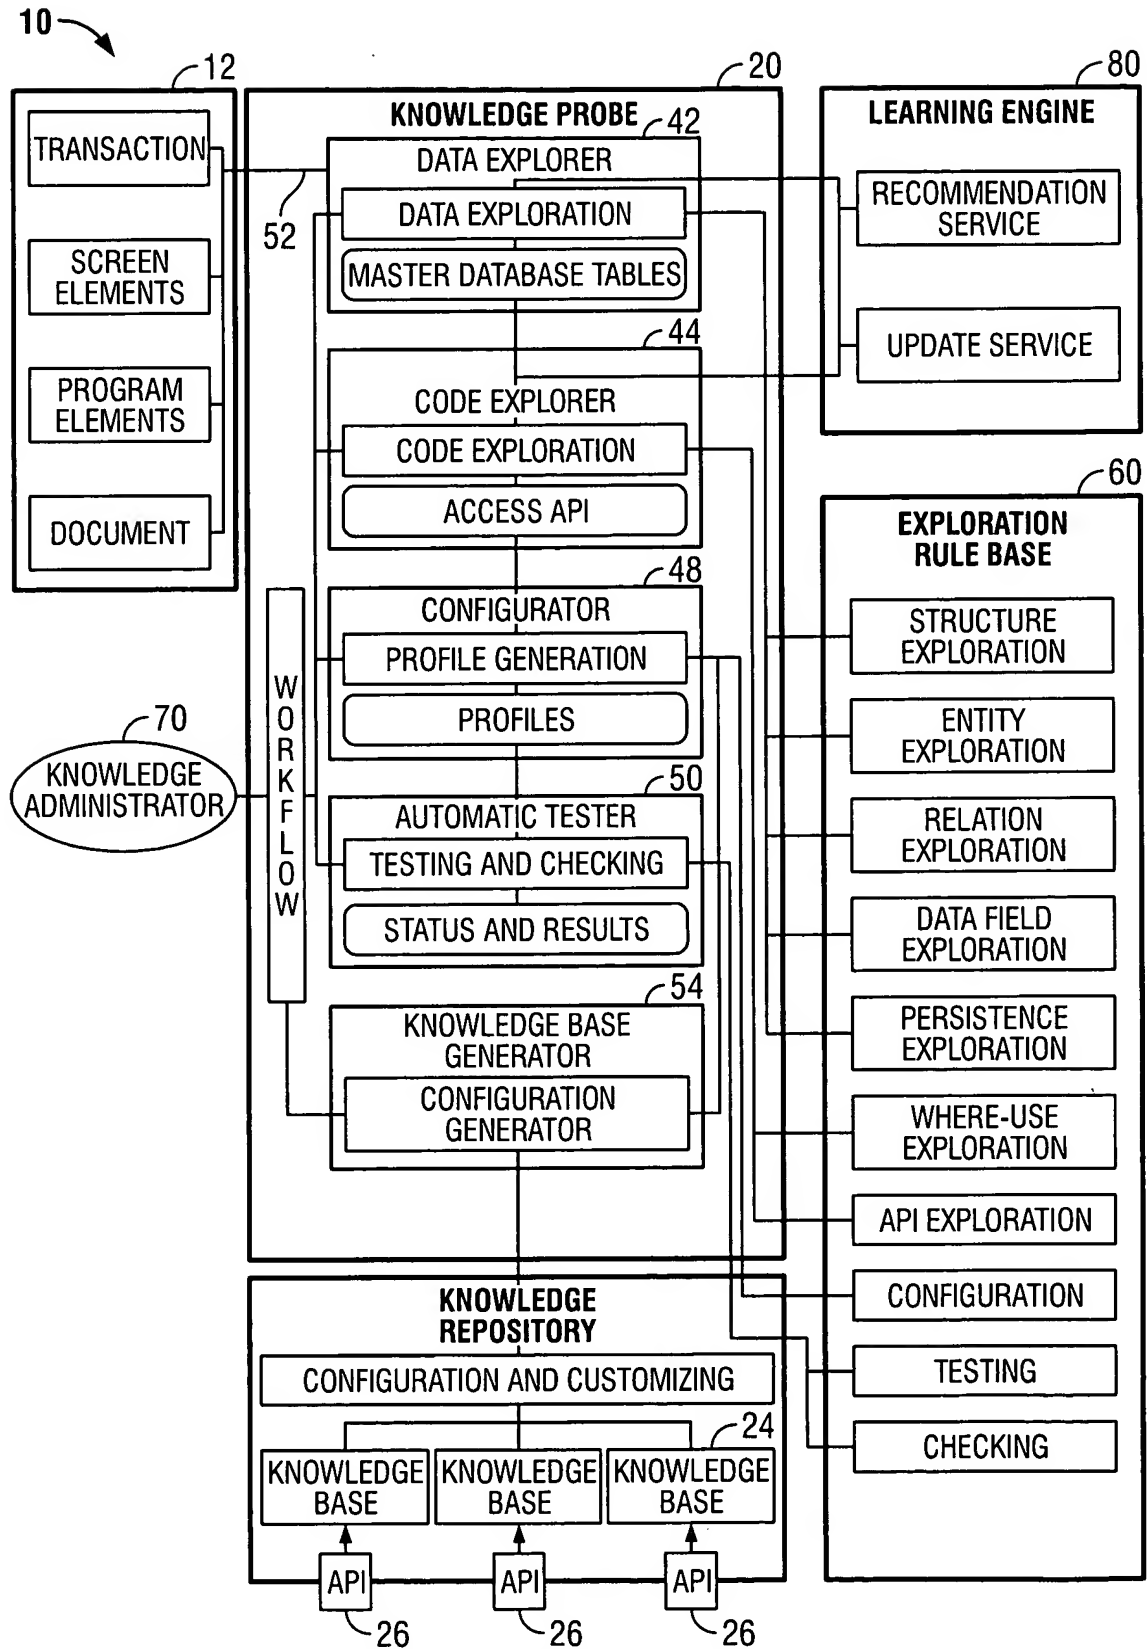 10
12
TRANSACTION
SCREEN
ELEMENTS
PROGRAM
ELEMENTS
DOCUMENT
52
20
KNOWLEDGE PROBE
42
DATA EXPLORER
DATA EXPLORATION
MASTER DATABASE TABLES
44
CODE EXPLORER
CODE EXPLORATION
ACCESS API
48
CONFIGURATOR
PROFILE GENERATION
PROFILES
50
AUTOMATIC TESTER
TESTING AND CHECKING
STATUS AND RESULTS
54
KNOWLEDGE BASE
GENERATOR
CONFIGURATION
GENERATOR
WORKFLOW
70
KNOWLEDGE
ADMINISTRATOR
80
LEARNING ENGINE
RECOMMENDATION
SERVICE
UPDATE SERVICE
60
EXPLORATION
RULE BASE
STRUCTURE
EXPLORATION
ENTITY
EXPLORATION
RELATION
EXPLORATION
DATA FIELD
EXPLORATION
PERSISTENCE
EXPLORATION
WHERE-USE
EXPLORATION
API EXPLORATION
CONFIGURATION
TESTING
CHECKING
KNOWLEDGE
REPOSITORY
CONFIGURATION AND CUSTOMIZING
24
KNOWLEDGE
BASE
KNOWLEDGE
BASE
KNOWLEDGE
BASE
API
API
API
26
26
26